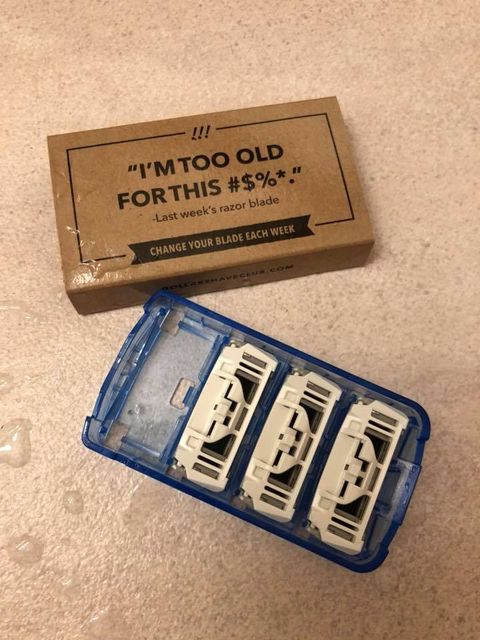 !!!
"I'M TOO OLD
FOR THIS #$%*."
-Last week's razor blade
CHANGE YOUR BLADE EACH WEEK
DOLLARSHAVECLUB.COM